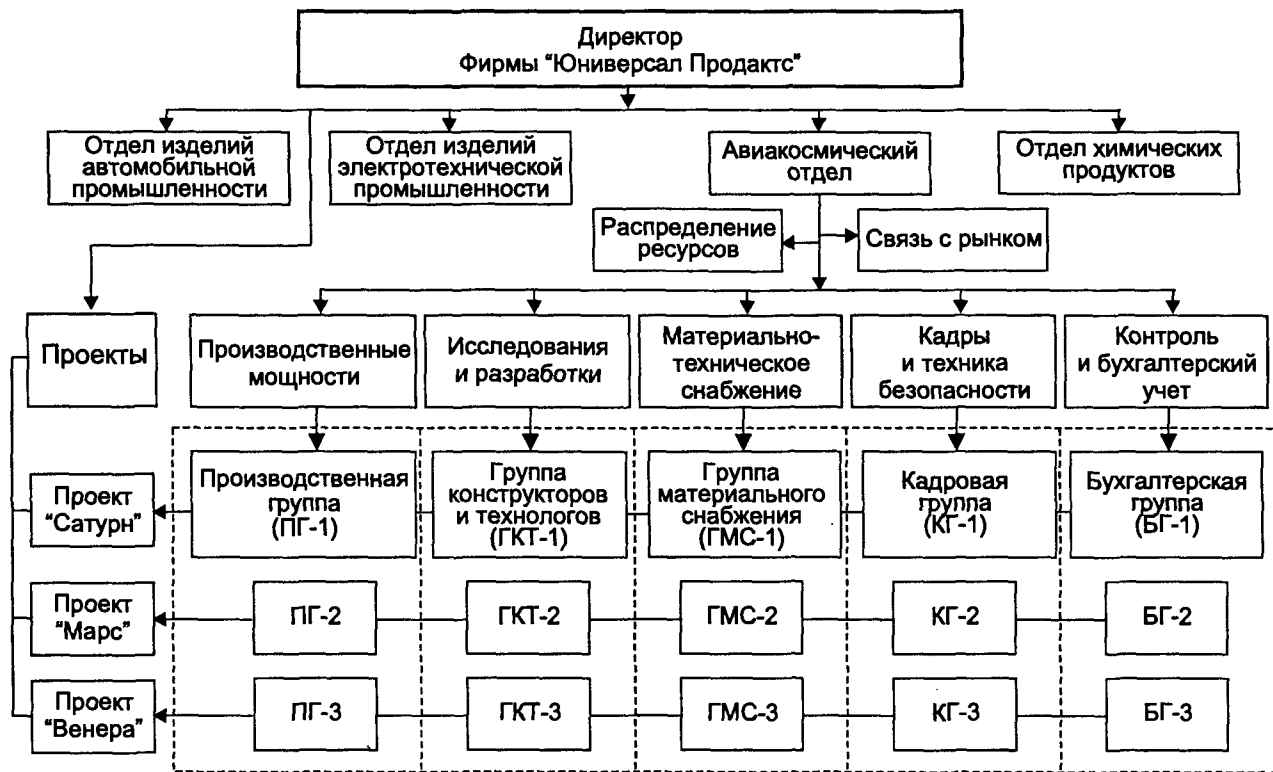 Директор
Фирмы “Юниверсал Продактс”
Отдел изделий
автомобильной
промышленности
Отдел изделий
электротехнической
промышленности
Авиакосмический
отдел
Отдел химических
продуктов
Распределение
ресурсов
Связь с рынком
Проекты
Производственные
мощности
Исследования
и разработки
Материально-
техническое
снабжение
Кадры
и техника
безопасности
Контроль
и бухгалтерский
учет
Проект
“Сатурн”
Производственная
группа
(ПГ-1)
Группа
конструкторов
и технологов
(ГКТ-1)
Группа
материального
снабжения
(ГМС-1)
Кадровая
группа
(КГ-1)
Бухгалтерская
группа
(БГ-1)
Проект
“Марс”
ПГ-2
ГКТ-2
ГМС-2
КГ-2
БГ-2
Проект
“Венера”
ПГ-3
ГКТ-3
ГМС-3
КГ-3
БГ-3